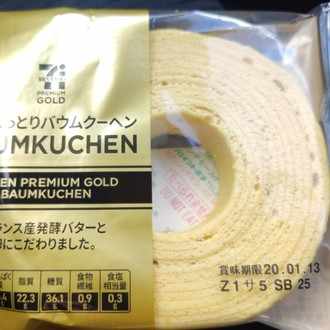 PREMIUM
GOLD
っとりバウムクーヘン
UMKUCHEN
EN PREMIUM GOLD
BAUMKUCHEN
ランス産発酵バターと
にこだわりました。
脂質 糖質 食物繊維 食塩相当量
22.3 36.1 0.9 0.3
賞味期限20.01.13
Z1サ5 SB 25